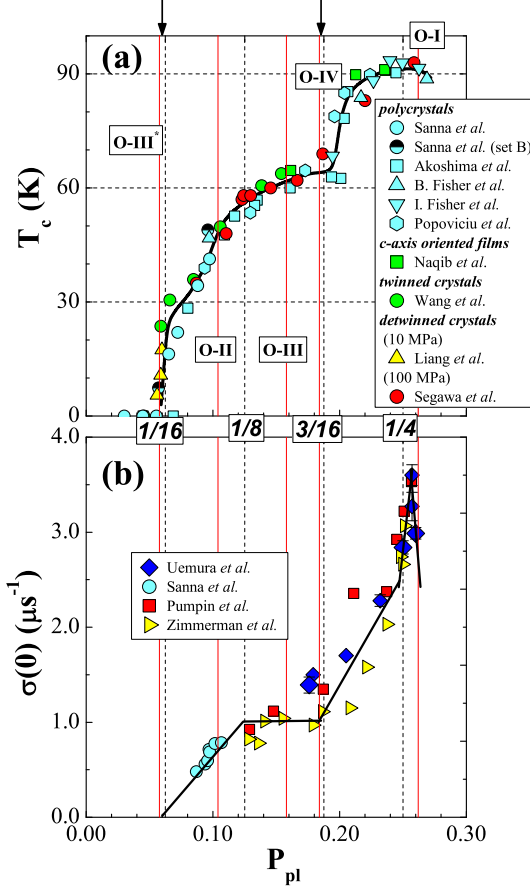 (a)
O-I
O-IV
O-III*
O-II
O-III
90
60
30
0
T_c (K)
polycrystals
Sanna et al.
Sanna et al. (set B)
Akoshima et al.
B. Fisher et al.
I. Fisher et al.
Popoviciu et al.
c-axis oriented films
Naqib et al.
twinned crystals
Wang et al.
detwinned crystals
(10 MPa)
Liang et al.
(100 MPa)
Segawa et al.
1/16
1/8
3/16
1/4
(b)
4.0
3.0
2.0
1.0
0.0
σ(0) (μs⁻¹)
Uemura et al.
Sanna et al.
Pumpin et al.
Zimmerman et al.
0.00
0.10
0.20
0.30
P_pl